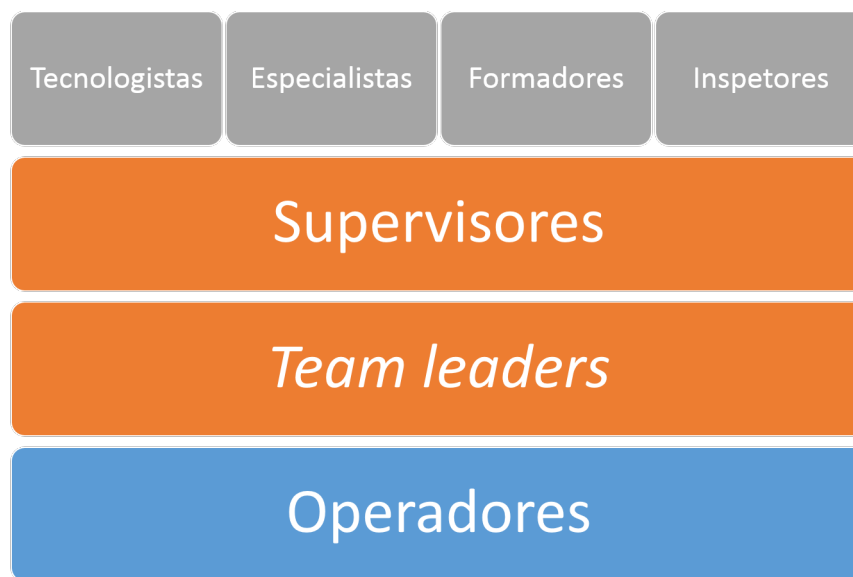 Tecnologistas
Especialistas
Formadores
Inspetores
Supervisores
Team leaders
Operadores